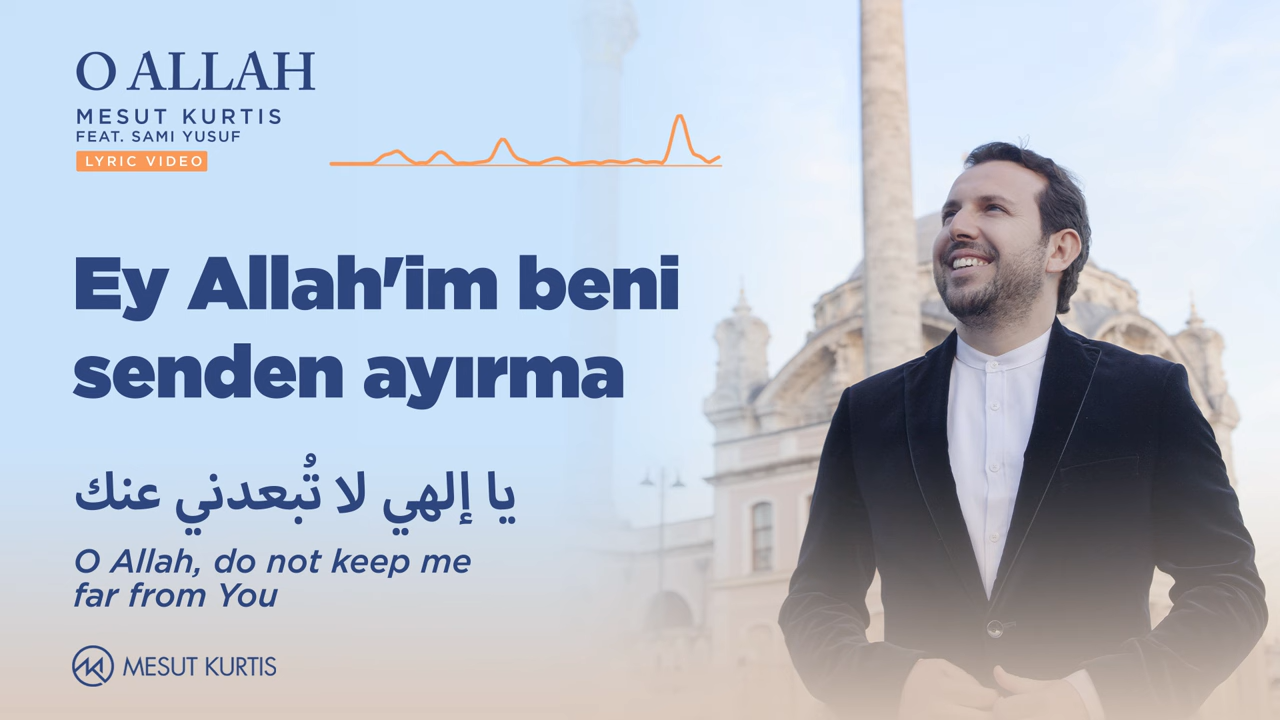 O ALLAH
MESUT KURTIS
FEAT. SAMI YUSUF
LYRIC VIDEO
Ey Allah'im beni
senden ayırma
يا إلهي لا تُبعدني عنك
O Allah, do not keep me
far from You
MESUT KURTIS